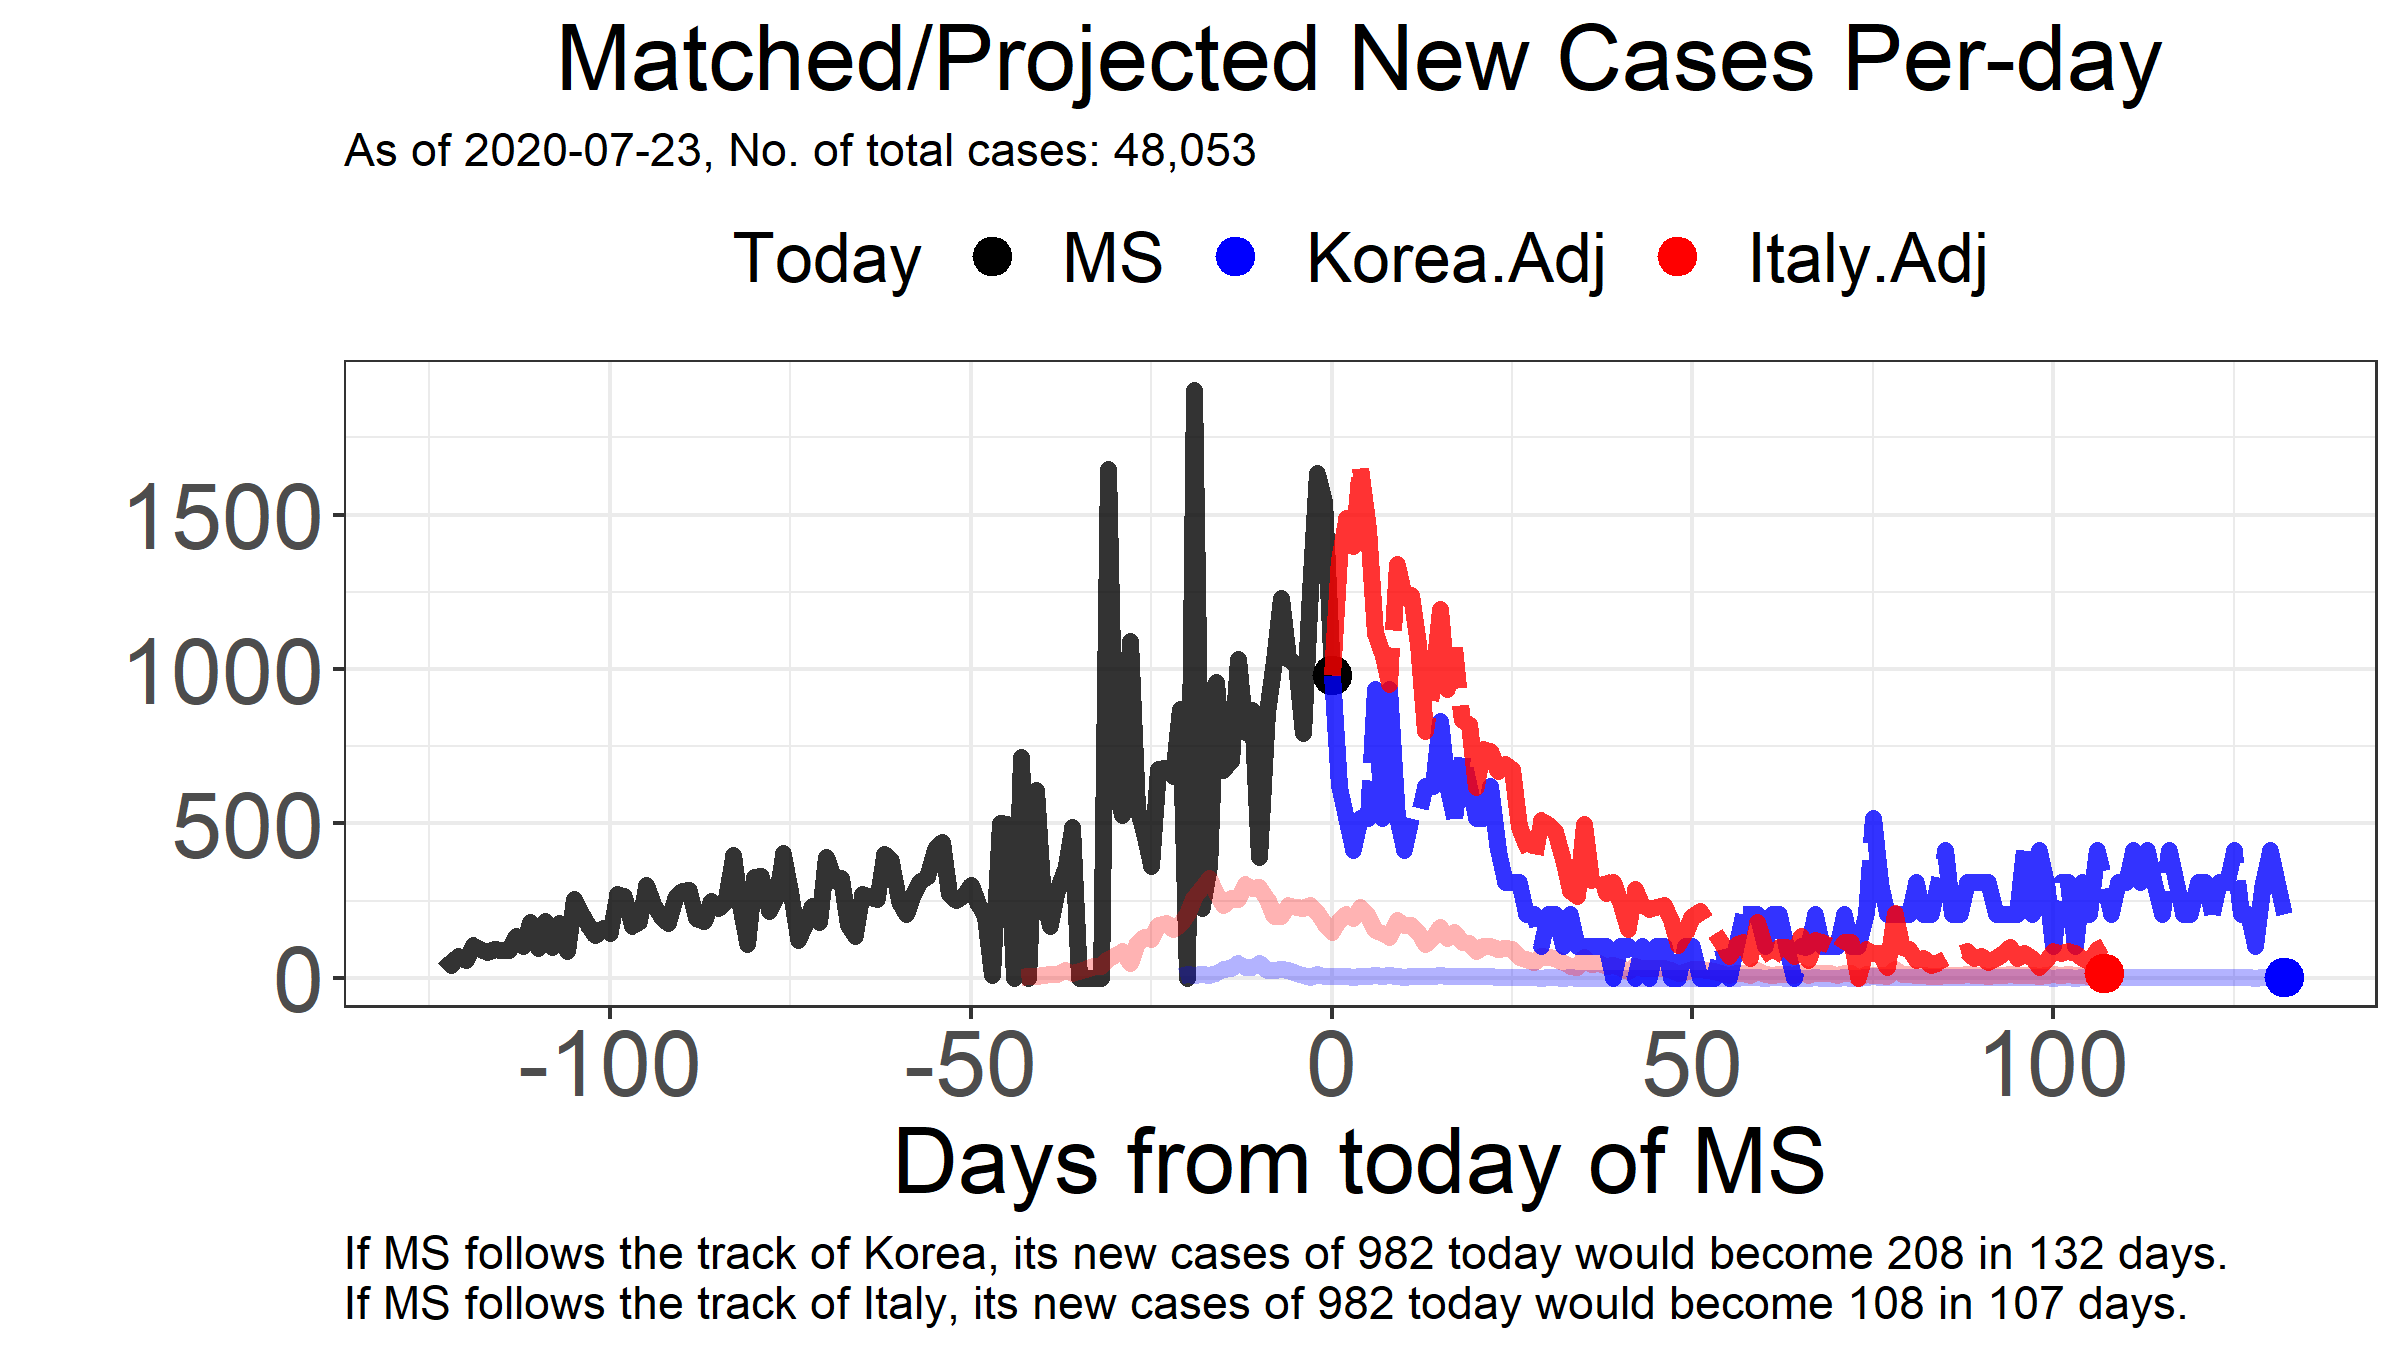 Matched/Projected New Cases Per-day
As of 2020-07-23, No. of total cases: 48,053
Today MS Korea.Adj Italy.Adj
1500
1000
500
0
-100 -50 0 50 100
Days from today of MS
If MS follows the track of Korea, its new cases of 982 today would become 208 in 132 days.
If MS follows the track of Italy, its new cases of 982 today would become 108 in 107 days.